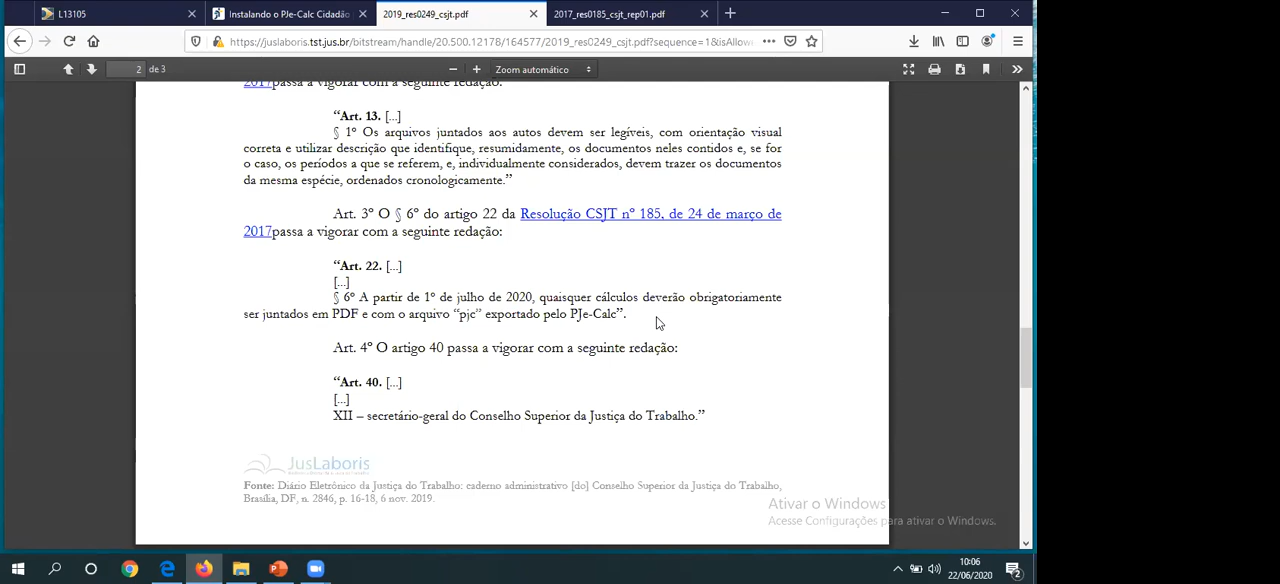 L13105
Instalando o PJe-Calc Cidadão
2019_res0249_csjt.pdf
2017_res0185_csjt_rep01.pdf
https://juslaboris.tst.jus.br/bitstream/handle/20.500.12178/164577/2019_res0249_csjt.pdf?sequence=1&isAllow
2 de 3
Zoom automático
2017passa a vigorar com a seguinte redação:
“Art. 13. [...]
§ 1º Os arquivos juntados aos autos devem ser legíveis, com orientação visual
correta e utilizar descrição que identifique, resumidamente, os documentos neles contidos e, se for
o caso, os períodos a que se referem, e, individualmente considerados, devem trazer os documentos
da mesma espécie, ordenados cronologicamente.”
Art. 3º O § 6º do artigo 22 da Resolução CSJT nº 185, de 24 de março de
2017passa a vigorar com a seguinte redação:
“Art. 22. [...]
[...]
§ 6º A partir de 1º de julho de 2020, quaisquer cálculos deverão obrigatoriamente
ser juntados em PDF e com o arquivo “pjc” exportado pelo PJe-Calc”.
Art. 4º O artigo 40 passa a vigorar com a seguinte redação:
“Art. 40. [...]
[...]
XII – secretário-geral do Conselho Superior da Justiça do Trabalho.”
JusLaboris
Fonte: Diário Eletrônico da Justiça do Trabalho: caderno administrativo [do] Conselho Superior da Justiça do Trabalho,
Brasília, DF, n. 2846, p. 16-18, 6 nov. 2019.
Ativar o Windows
Acesse Configurações para ativar o Windows.
10:06
22/06/2020
2